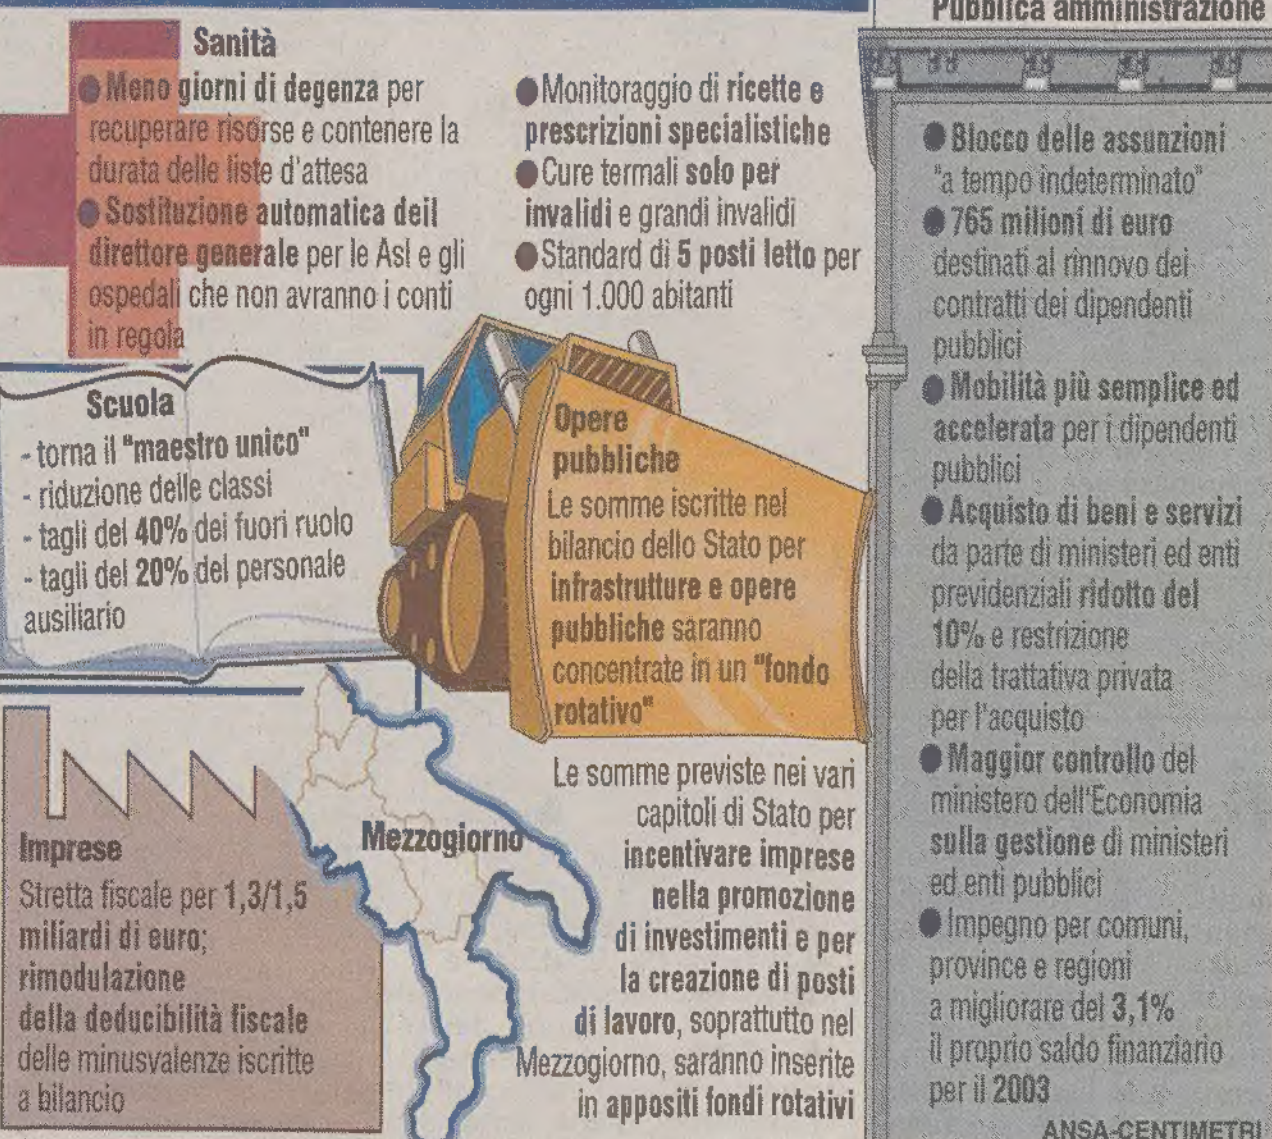 Sanità
● Meno giorni di degenza per
recuperare risorse e contenere la
durata delle liste d'attesa
● Sostituzione automatica deil
direttore generale per le Asl e gli
ospedali che non avranno i conti
in regola
● Monitoraggio di ricette e
prescrizioni specialistiche
● Cure termali solo per
invalidi e grandi invalidi
● Standard di 5 posti letto per
ogni 1.000 abitanti
Scuola
- torna il "maestro unico"
- riduzione delle classi
- tagli del 40% dei fuori ruolo
- tagli del 20% del personale
ausiliario
Opere
pubbliche
Le somme iscritte nel
bilancio dello Stato per
infrastrutture e opere
pubbliche saranno
concentrate in un "fondo
rotativo"
Imprese
Stretta fiscale per 1,3/1,5
miliardi di euro;
rimodulazione
della deducibilità fiscale
delle minusvalenze iscritte
a bilancio
Mezzogiorno
Le somme previste nei vari
capitoli di Stato per
incentivare imprese
nella promozione
di investimenti e per
la creazione di posti
di lavoro, soprattutto nel
Mezzogiorno, saranno inserite
in appositi fondi rotativi
Pubblica amministrazione
● Blocco delle assunzioni
"a tempo indeterminato"
● 765 milioni di euro
destinati al rinnovo dei
contratti dei dipendenti
pubblici
● Mobilità più semplice ed
accelerata per i dipendenti
pubblici
● Acquisto di beni e servizi
da parte di ministeri ed enti
previdenziali ridotto del
10% e restrizione
della trattativa privata
per l'acquisto
● Maggior controllo del
ministero dell'Economia
sulla gestione di ministeri
ed enti pubblici
● Impegno per comuni,
province e regioni
a migliorare del 3,1%
il proprio saldo finanziario
per il 2003
ANSA-CENTIMETRI